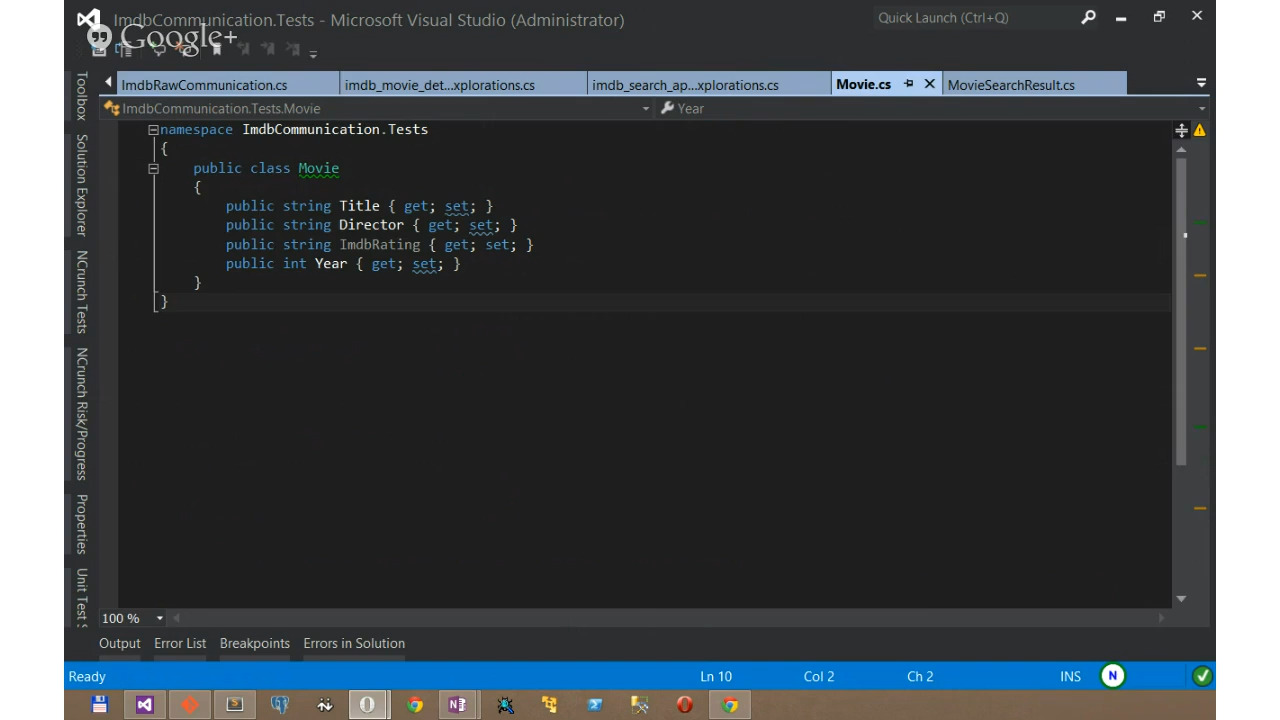 ImdbCommunication.Tests - Microsoft Visual Studio (Administrator)
Quick Launch (Ctrl+Q)
Google+
ImdbRawCommunication.cs
imdb_movie_det...xplorations.cs
imdb_search_ap...xplorations.cs
Movie.cs
MovieSearchResult.cs
ImdbCommunication.Tests.Movie
Year
Toolbox
Solution Explorer
NCrunch Tests
NCrunch Risk/Progress
Properties
Unit Test S
namespace ImdbCommunication.Tests
{
public class Movie
{
public string Title { get; set; }
public string Director { get; set; }
public string ImdbRating { get; set; }
public int Year { get; set; }
}
}
100 %
Output
Error List
Breakpoints
Errors in Solution
Ready
Ln 10
Col 2
Ch 2
INS
N